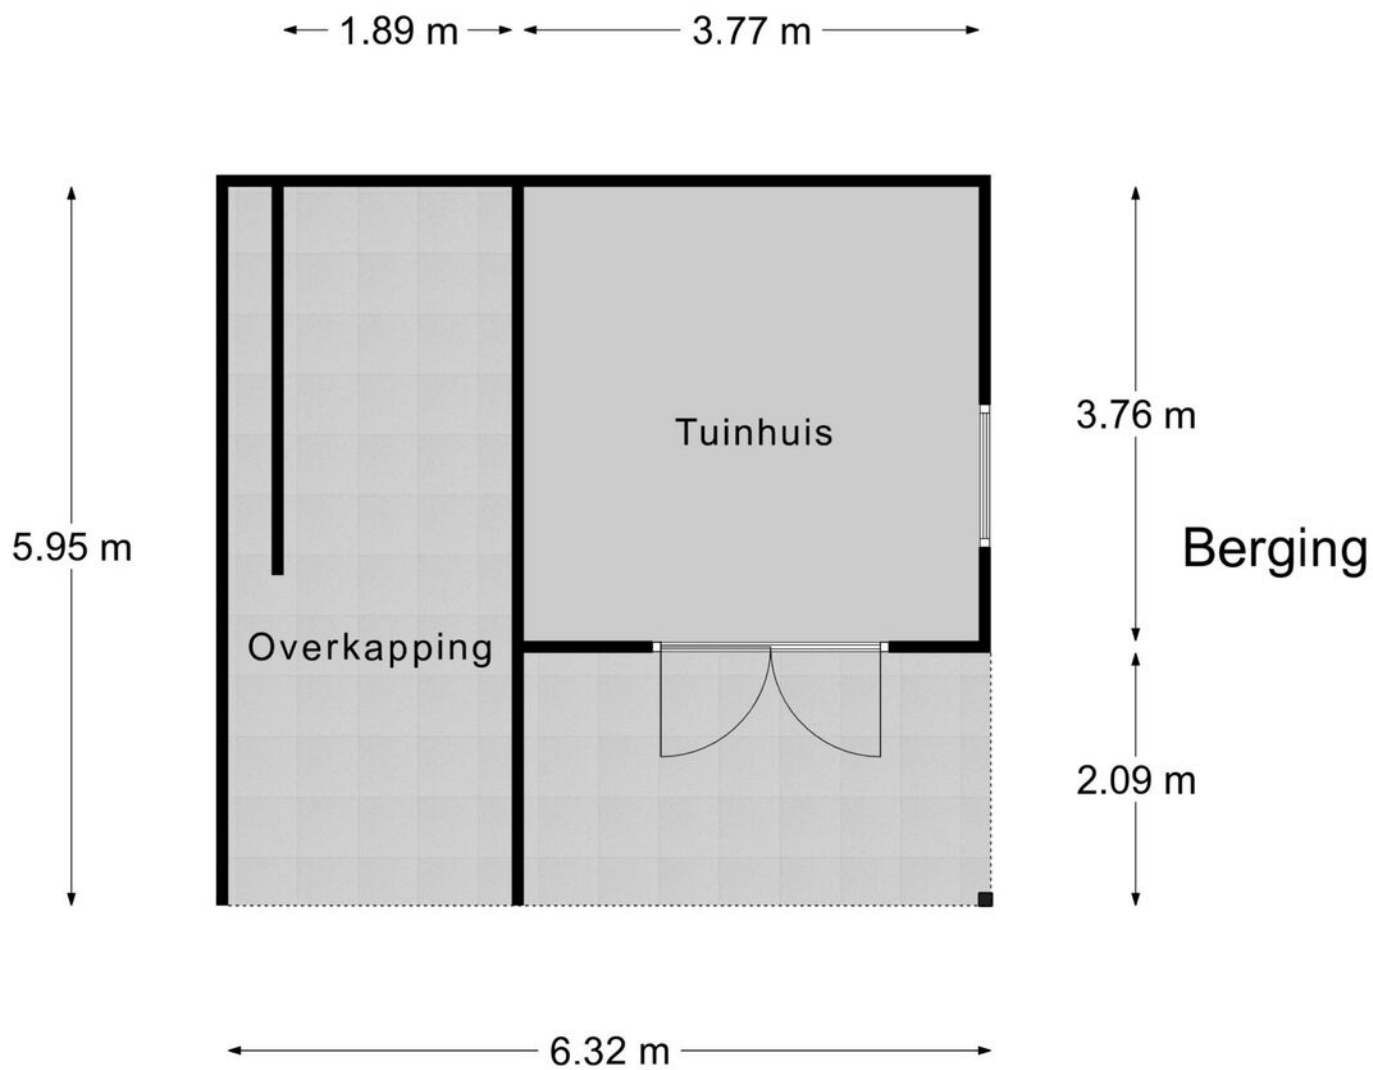 1.89 m
3.77 m
3.76 m
Tuinhuis
5.95 m
Berging
Overkapping
2.09 m
6.32 m